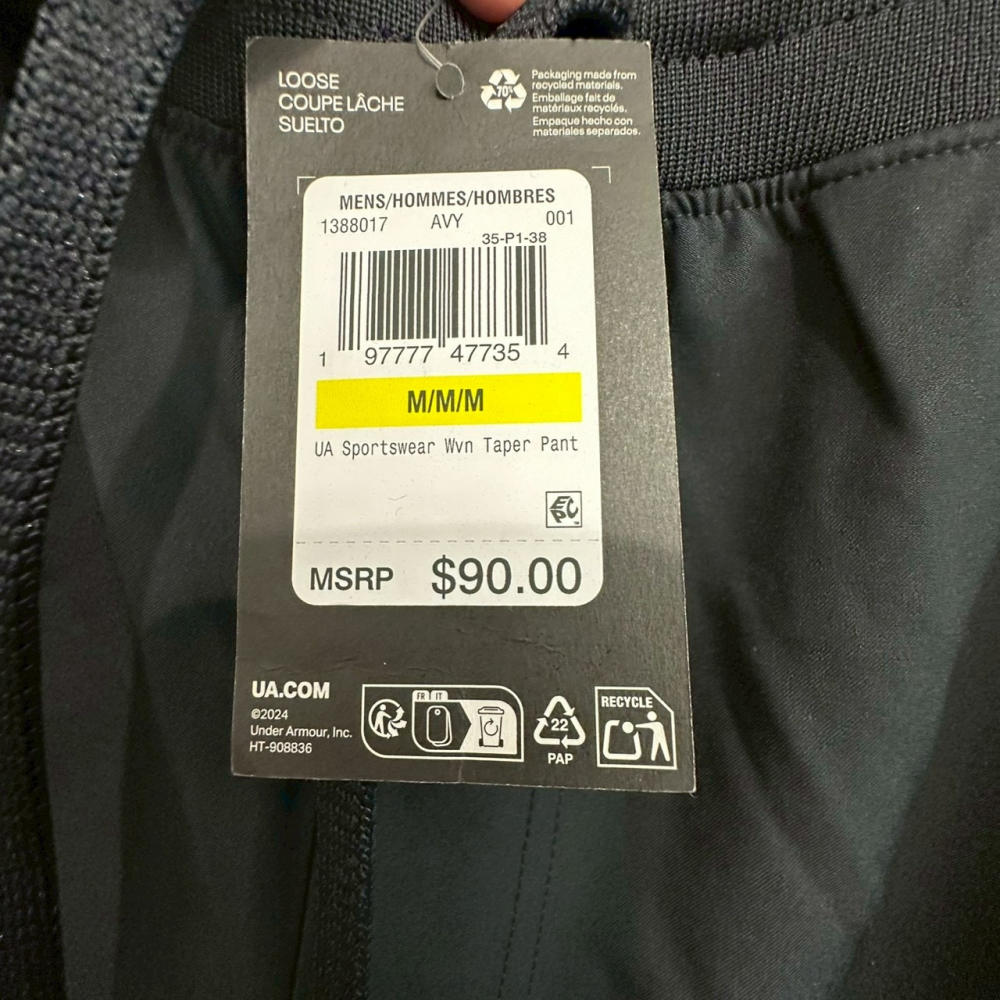 LOOSE
COUPE LÂCHE
SUELTO
70%
Packaging made from
recycled materials.
Emballage fait de
matériaux recyclés.
Empaque hecho con
materiales separados.
MENS/HOMMES/HOMBRES
1388017 AVY 001
35-P1-38
1 97777 47735 4
M/M/M
UA Sportswear Wvn Taper Pant
EPC
MSRP $90.00
UA.COM
©2024
Under Armour, Inc.
HT-908836
FR IT
22
PAP
RECYCLE